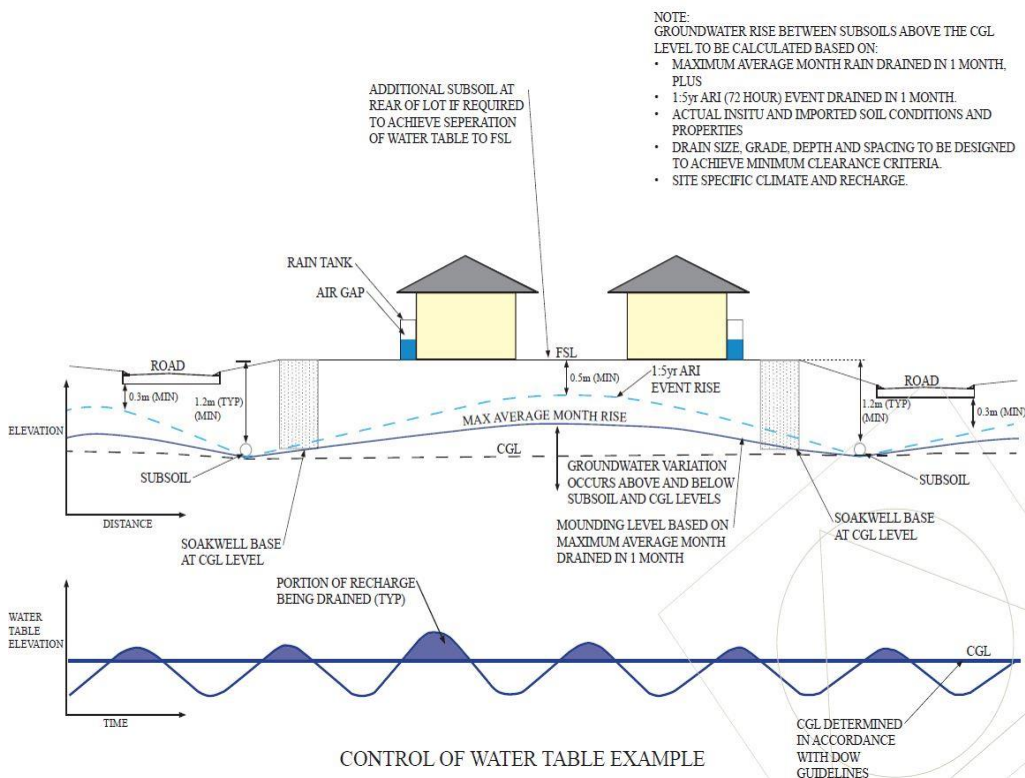 NOTE:
GROUNDWATER RISE BETWEEN SUBSOILS ABOVE THE CGL
LEVEL TO BE CALCULATED BASED ON:
• MAXIMUM AVERAGE MONTH RAIN DRAINED IN 1 MONTH,
PLUS
• 1:5yr ARI (72 HOUR) EVENT DRAINED IN 1 MONTH.
• ACTUAL INSITU AND IMPORTED SOIL CONDITIONS AND
PROPERTIES
• DRAIN SIZE, GRADE, DEPTH AND SPACING TO BE DESIGNED
TO ACHIEVE MINIMUM CLEARANCE CRITERIA.
• SITE SPECIFIC CLIMATE AND RECHARGE.
ADDITIONAL SUBSOIL AT
REAR OF LOT IF REQUIRED
TO ACHIEVE SEPERATION
OF WATER TABLE TO FSL
RAIN TANK
AIR GAP
FSL
ROAD
0.3m (MIN)
1.2m (TYP)
(MIN)
0.5m (MIN)
1:5yr ARI
EVENT RISE
1.2m (TYP)
(MIN)
ROAD
0.3m (MIN)
ELEVATION
MAX AVERAGE MONTH RISE
CGL
SUBSOIL
GROUNDWATER VARIATION
OCCURS ABOVE AND BELOW
SUBSOIL AND CGL LEVELS
SUBSOIL
DISTANCE
SOAKWELL BASE
AT CGL LEVEL
MOUNDING LEVEL BASED ON
MAXIMUM AVERAGE MONTH
DRAINED IN 1 MONTH
SOAKWELL BASE
AT CGL LEVEL
PORTION OF RECHARGE
BEING DRAINED (TYP)
WATER
TABLE
ELEVATION
CGL
TIME
CGL DETERMINED
IN ACCORDANCE
WITH DOW
GUIDELINES
CONTROL OF WATER TABLE EXAMPLE